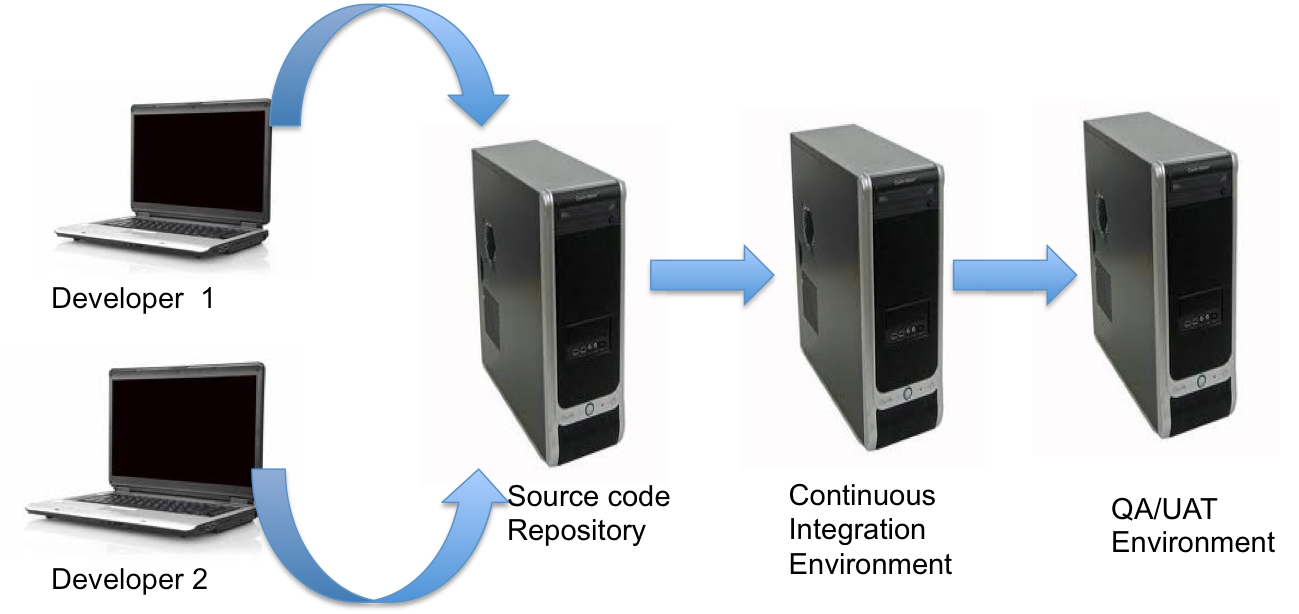 Developer  1
Developer 2
Source code
Repository
Continuous
Integration
Environment
QA/UAT
Environment